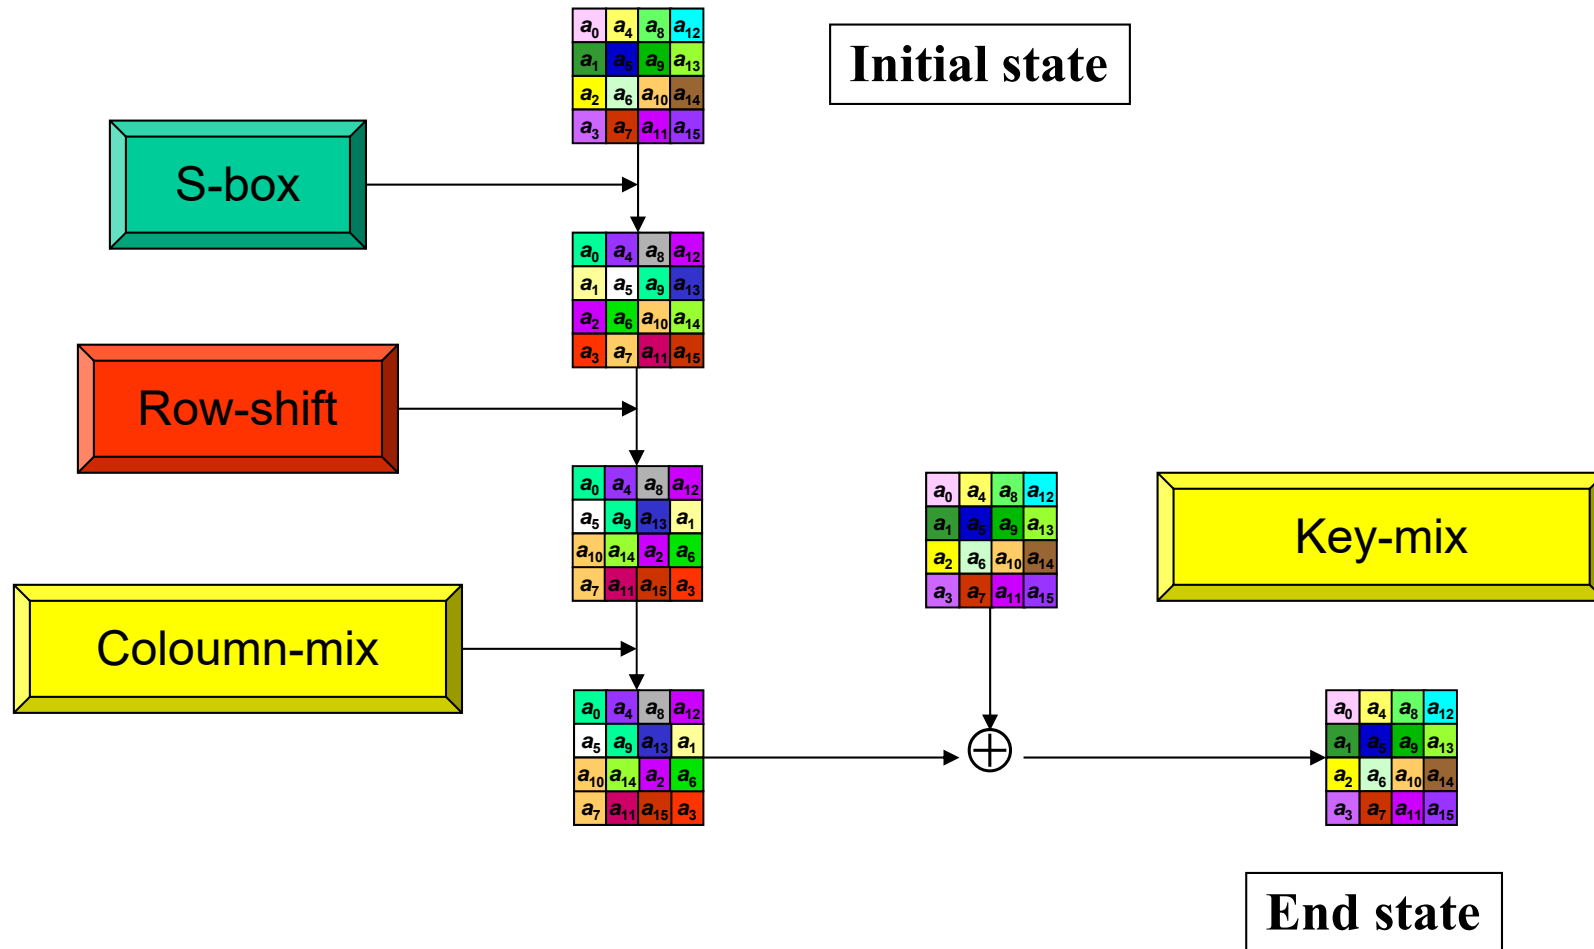 a0 a4 a8 a12
a1 a5 a9 a13
a2 a6 a10 a14
a3 a7 a11 a15
Initial state
S-box
a0 a4 a8 a12
a1 a5 a9 a13
a2 a6 a10 a14
a3 a7 a11 a15
Row-shift
a0 a4 a8 a12
a5 a9 a13 a1
a10 a14 a2 a6
a7 a11 a15 a3
a0 a4 a8 a12
a1 a5 a9 a13
a2 a6 a10 a14
a3 a7 a11 a15
Key-mix
Coloumn-mix
a0 a4 a8 a12
a5 a9 a13 a1
a10 a14 a2 a6
a7 a11 a15 a3
a0 a4 a8 a12
a1 a5 a9 a13
a2 a6 a10 a14
a3 a7 a11 a15
End state